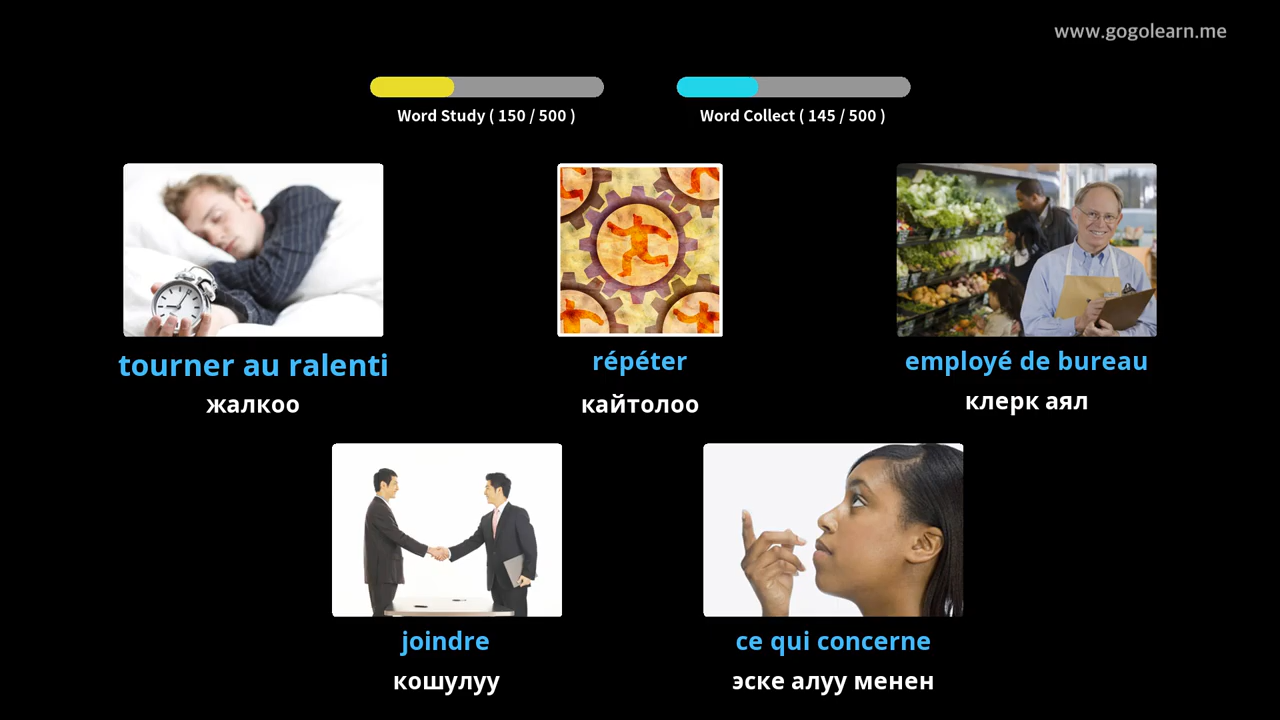 www.gogolearn.me
Word Study ( 150 / 500 )
Word Collect ( 145 / 500 )
tourner au ralenti
жалкоо
répéter
кайтолоо
employé de bureau
клерк аял
joindre
кошулуу
ce qui concerne
эске алуу менен